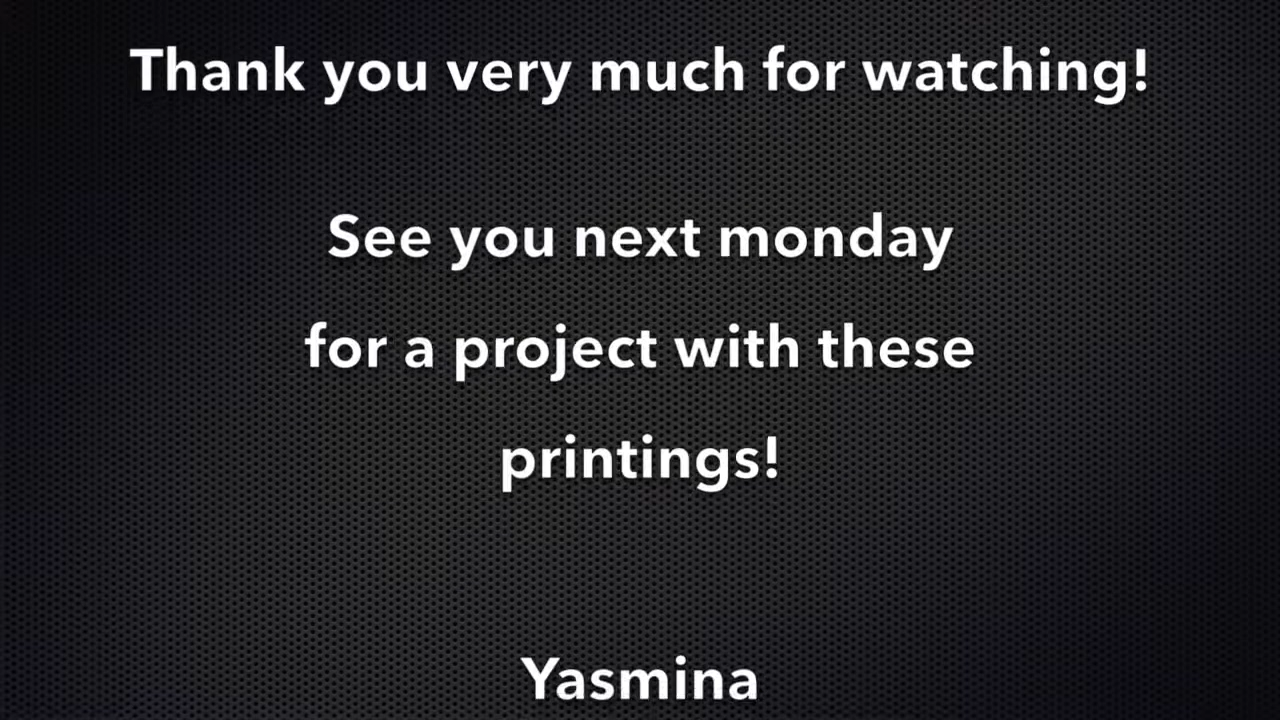 Thank you very much for watching!
See you next monday
for a project with these
printings!
Yasmina